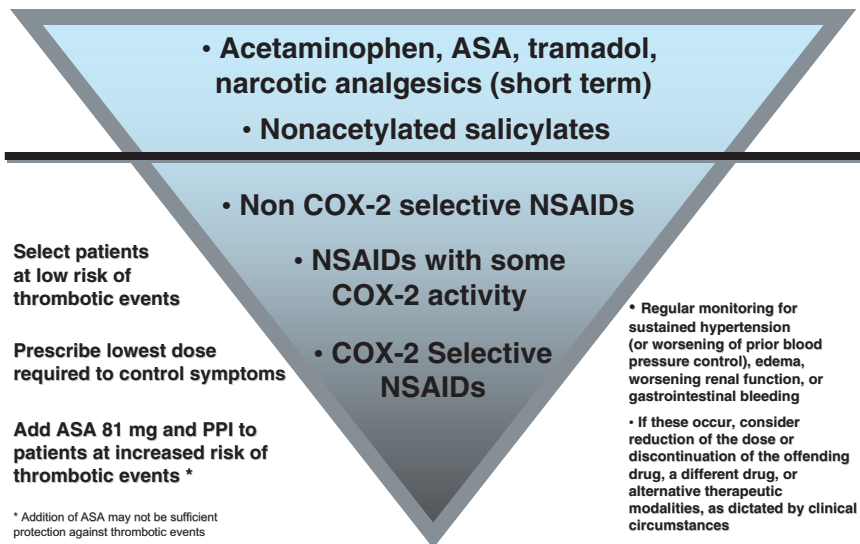 • Acetaminophen, ASA, tramadol,
narcotic analgesics (short term)
• Nonacetylated salicylates
• Non COX-2 selective NSAIDs
• NSAIDs with some
COX-2 activity
• COX-2 Selective
NSAIDs
Select patients
at low risk of
thrombotic events
Prescribe lowest dose
required to control symptoms
Add ASA 81 mg and PPI to
patients at increased risk of
thrombotic events *
* Addition of ASA may not be sufficient
protection against thrombotic events
• Regular monitoring for
sustained hypertension
(or worsening of prior blood
pressure control), edema,
worsening renal function, or
gastrointestinal bleeding
• If these occur, consider
reduction of the dose or
discontinuation of the offending
drug, a different drug, or
alternative therapeutic
modalities, as dictated by clinical
circumstances